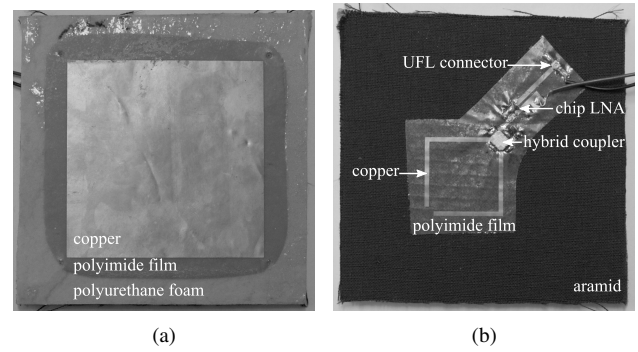 copper
polyimide film
polyurethane foam
UFL connector
chip LNA
hybrid coupler
copper
polyimide film
aramid
(a)
(b)